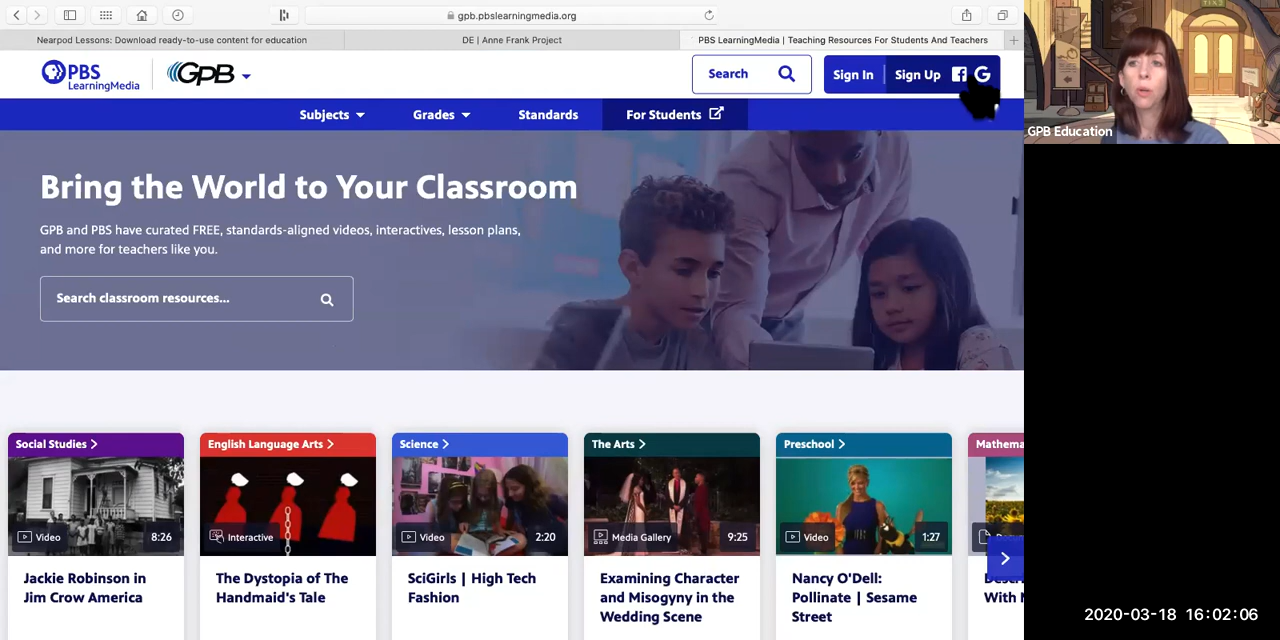 gpb.pbslearningmedia.org
Nearpod Lessons: Download ready-to-use content for education
DE | Anne Frank Project
PBS LearningMedia | Teaching Resources For Students And Teachers
PBS
LearningMedia
GPB
Search
Sign In
Sign Up
GPB Education
Subjects
Grades
Standards
For Students
Bring the World to Your Classroom
GPB and PBS have curated FREE, standards-aligned videos, interactives, lesson plans,
and more for teachers like you.
Search classroom resources...
Social Studies
English Language Arts
Science
The Arts
Preschool
Mathema
Video
8:26
Interactive
Video
2:20
Media Gallery
9:25
Video
1:27
Jackie Robinson in
Jim Crow America
The Dystopia of The
Handmaid's Tale
SciGirls | High Tech
Fashion
Examining Character
and Misogyny in the
Wedding Scene
Nancy O'Dell:
Pollinate | Sesame
Street
With
2020-03-18 16:02:06